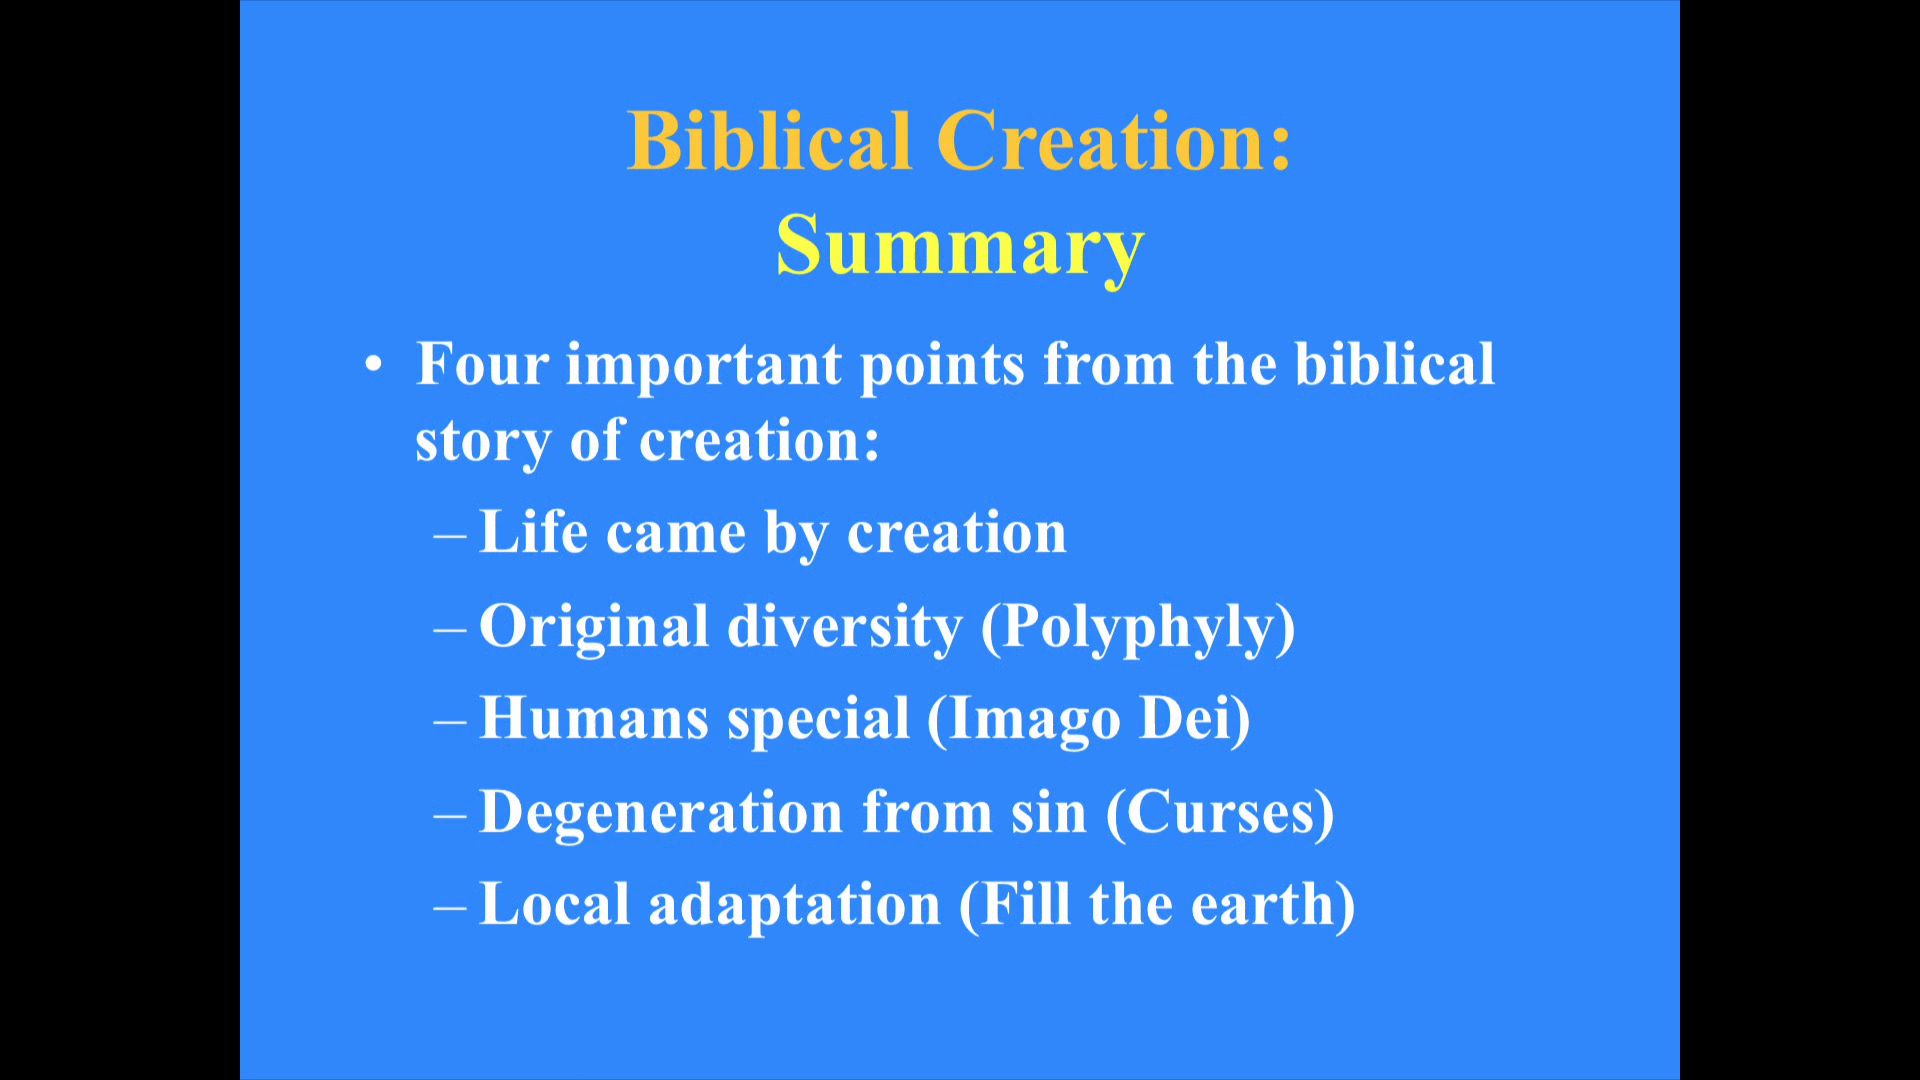 Biblical Creation:
Summary
• Four important points from the biblical
story of creation:
– Life came by creation
– Original diversity (Polyphyly)
– Humans special (Imago Dei)
– Degeneration from sin (Curses)
– Local adaptation (Fill the earth)